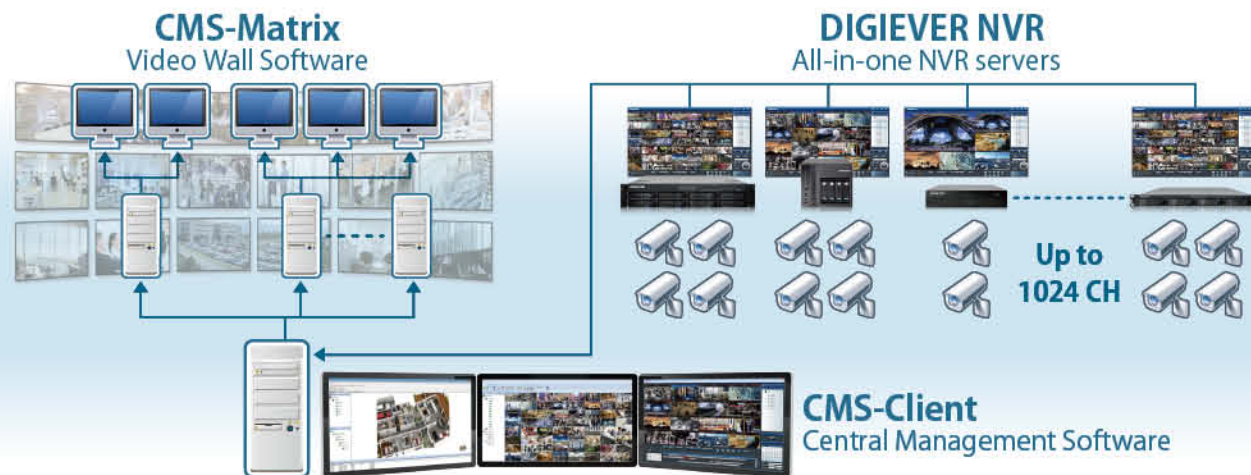 CMS-Matrix
Video Wall Software
DIGIEVER NVR
All-in-one NVR servers
Up to
1024 CH
CMS-Client
Central Management Software